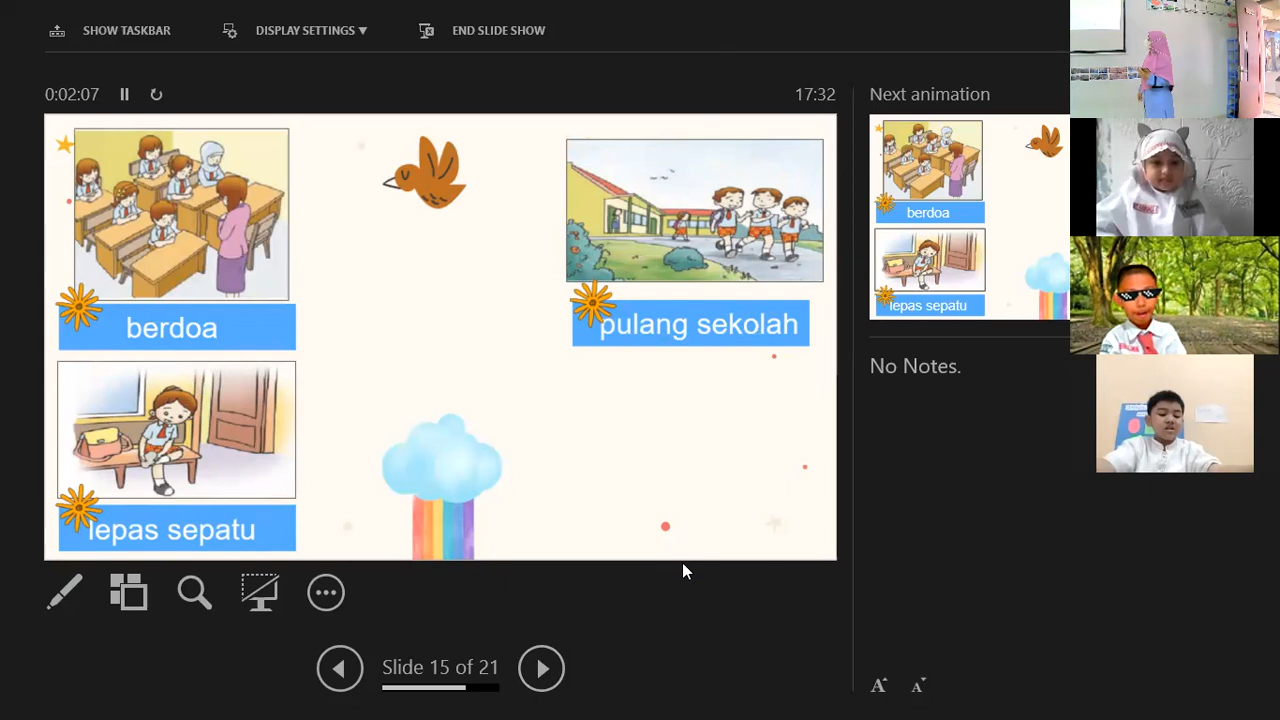 SHOW TASKBAR
DISPLAY SETTINGS ▼
END SLIDE SHOW
0:02:07
17:32
Next animation
berdoa
pulang sekolah
lepas sepatu
berdoa
lepas sepatu
No Notes.
Slide 15 of 21
A
A